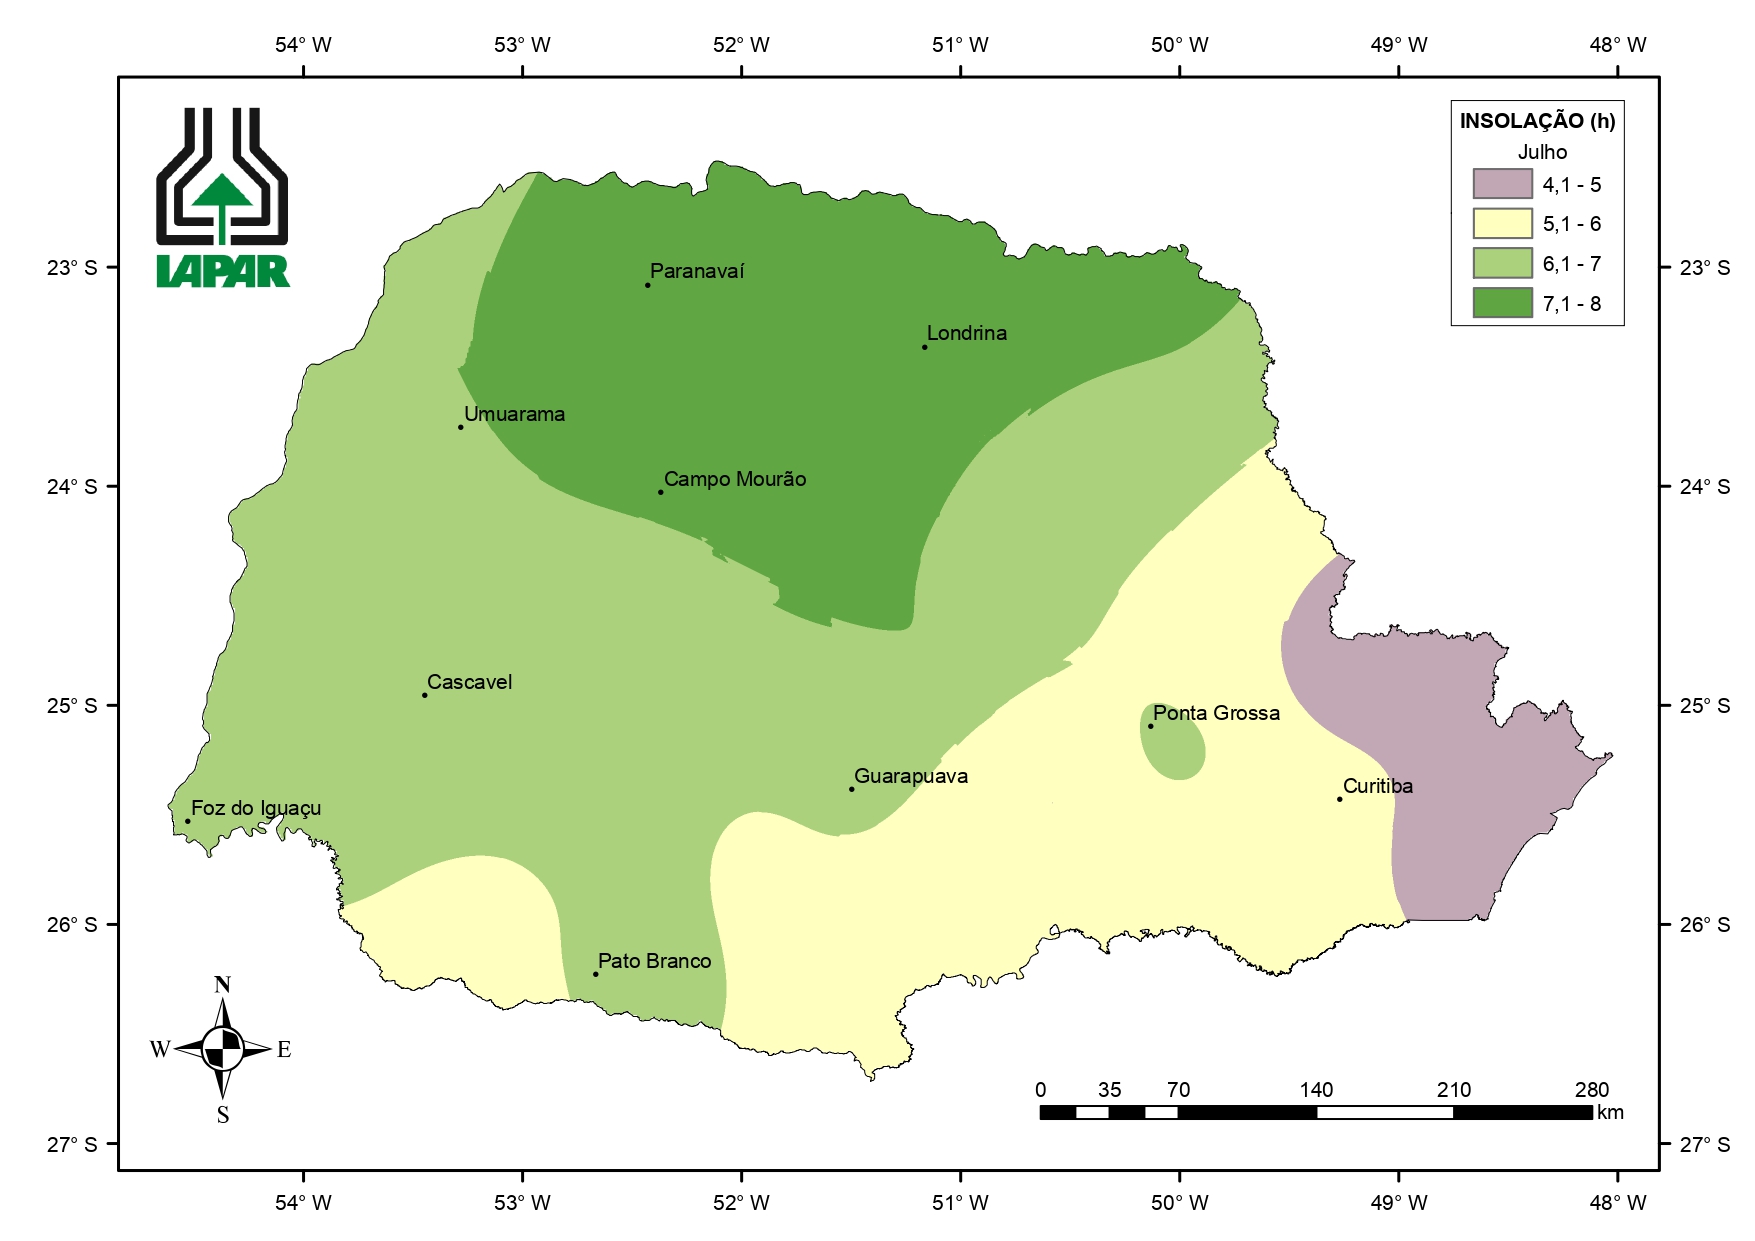 54° W 53° W 52° W 51° W 50° W 49° W 48° W
IAPAR
INSOLAÇÃO (h)
Julho
4,1 - 5
5,1 - 6
6,1 - 7
7,1 - 8
23° S 23° S
Paranavaí
Londrina
Umuarama
Campo Mourão
24° S 24° S
Cascavel
25° S 25° S
Ponta Grossa
Guarapuava
Curitiba
Foz do Iguaçu
26° S 26° S
Pato Branco
N
W E
S
0 35 70 140 210 280
km
27° S 27° S
54° W 53° W 52° W 51° W 50° W 49° W 48° W